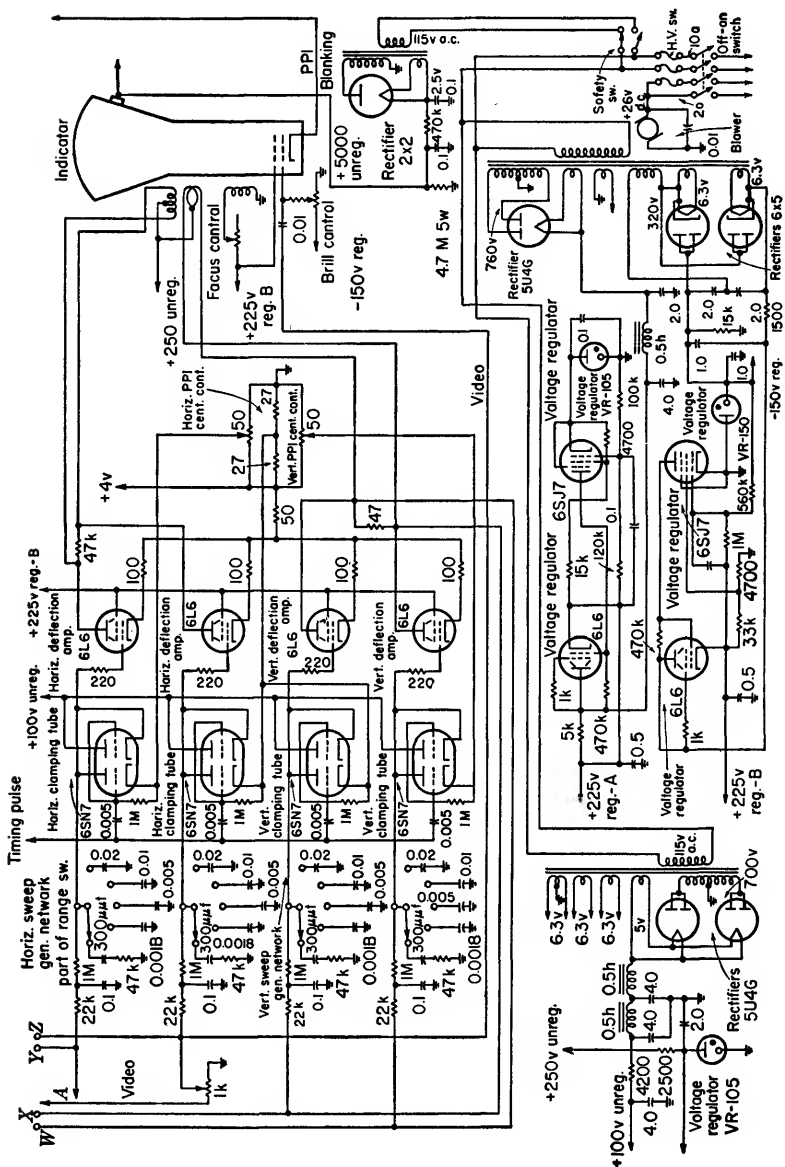 Indicator
PPI
Blanking
+5000
unreg.
Rectifier
2×2
115v a.c.
470k
2.5v
0.1
0.1
Safety
sw.
H.V. sw.
10a
Off-on
switch
+26v
d c
20
0.01
Blower
4.7 M 5w
+250 unreg.
Focus control
+225v
reg. B
0.01
Brill control
-150v reg.
760v
Rectifier
5U4G
320v
6.3v
6.3v
Rectifiers 6x5
2.0
2.0
2.0
15k
1500
1.0
1.0
-150v reg.
Timing pulse
+100v unreg.
Horiz. clamping tube
+225v reg.-B
Horiz. deflection
amp.
6L6
47k
100
220
6SN7
0.005
1M
Horiz.
clamping tube
Horiz. deflection
amp.
6L6
100
220
6SN7
0.005
1M
Vert.
clamping tube
Vert. deflection
amp.
6L6
100
220
6SN7
0.005
1M
Vert.
clamping tube
Vert. deflection
amp.
6L6
100
220
6SN7
0.005
1M
+4v
Horiz. PPI
cent. cont.
50
27
27
Vert. PPI cent. cont.
50
50
47
Video
Horiz. sweep
gen. network
part of range sw.
22k
1M
0.1
300μμf
47k
0.02
0.01
0.005
0.0018
22k
1M
0.1
300μμf
47k
0.02
0.01
0.005
0.0018
Vert. sweep
gen. network
22k
1M
0.1
300μμf
47k
0.02
0.01
0.005
0.0018
22k
1M
0.1
300μμf
47k
0.02
0.01
0.005
0.0018
Y
Z
A
Video
1k
X
W
Voltage regulator
6SJ7
0.1
Voltage
regulator
VR-105
100k
4700
0.1
0.5h
4.0
Voltage regulator
15k
120k
6L6
1k
5k
470k
0.5
+225v
reg.-A
Voltage
regulator
VR-150
560k
Voltage regulator
6SJ7
1M
4700
33k
470k
6L6
1k
0.5
Voltage
regulator
+225v
reg.-B
115v
a.c.
6.3v
6.3v
6.3v
5v
700v
Rectifiers
5U4G
0.5h
0.5h
4.0
4.0
2.0
+250v unreg.
4200
2500
+100v unreg.
4.0
Voltage
regulator
VR-105